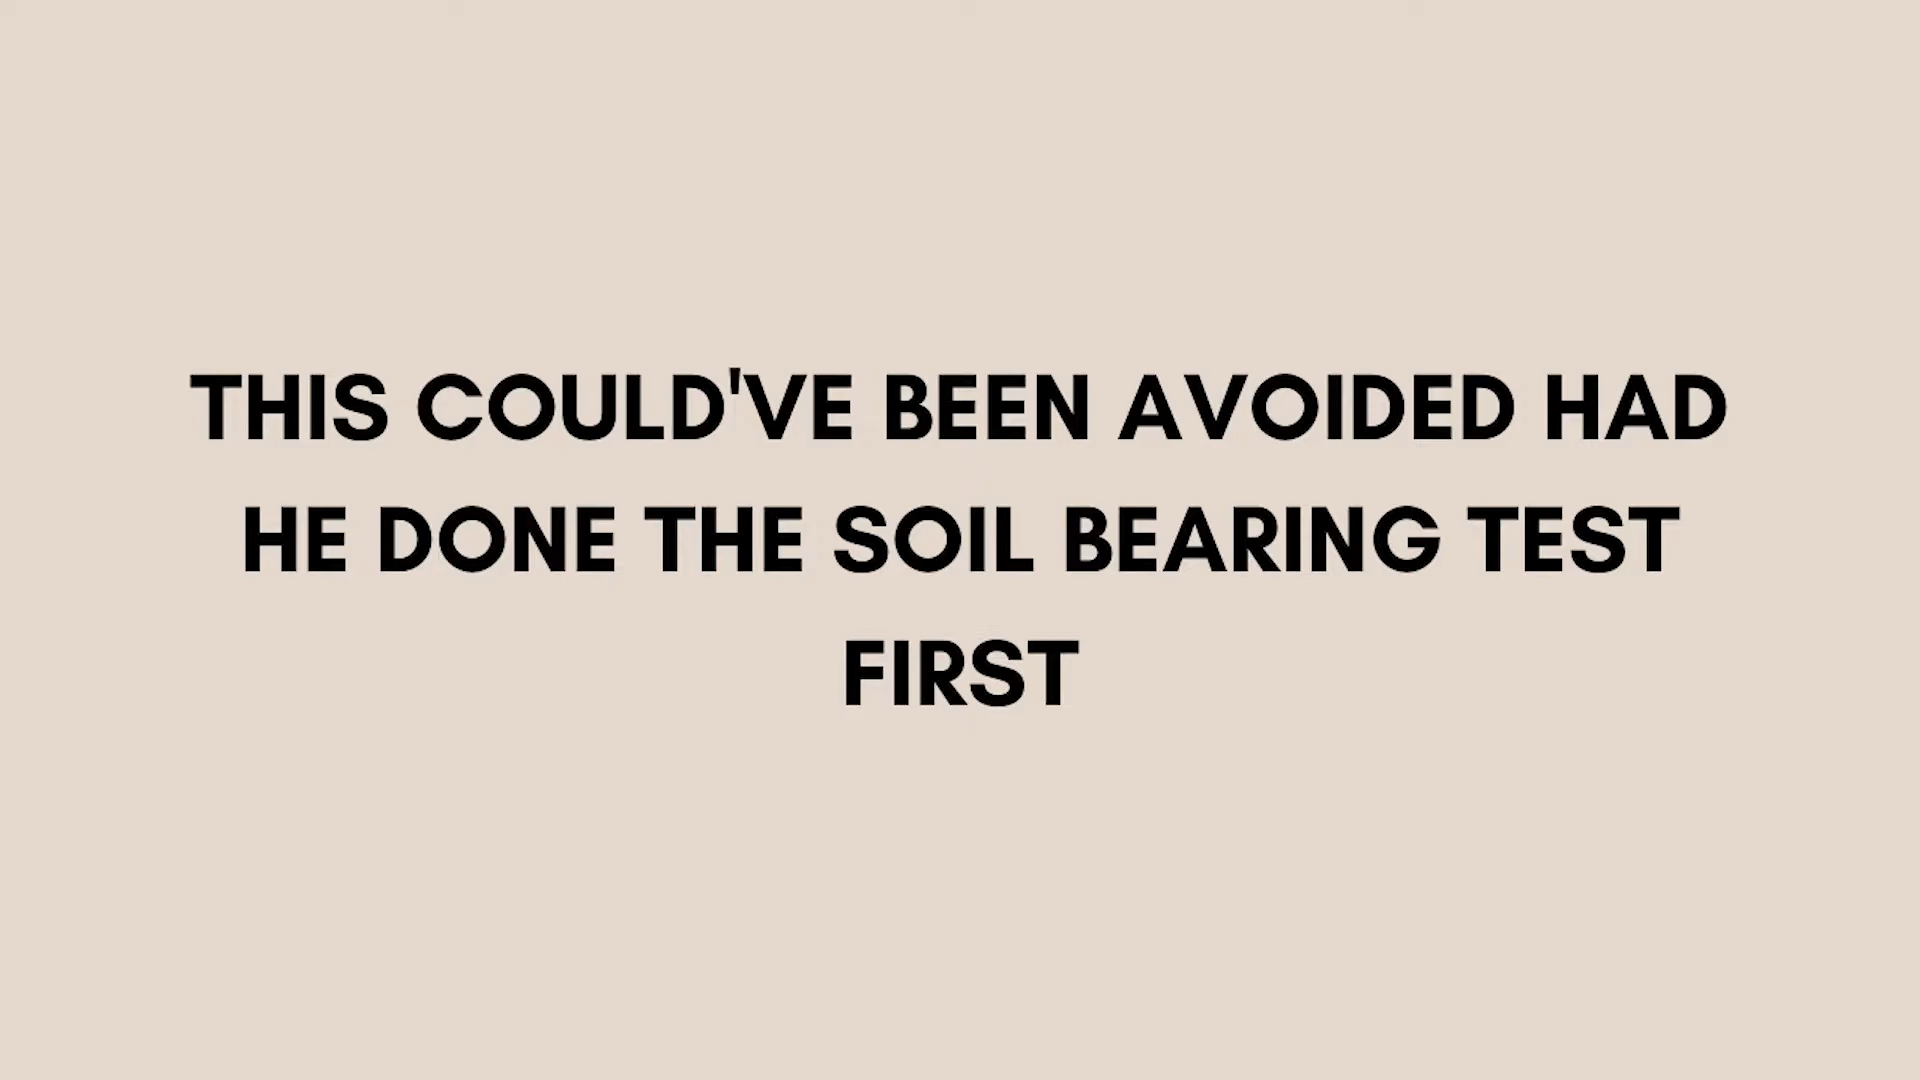 THIS COULD'VE BEEN AVOIDED HAD
HE DONE THE SOIL BEARING TEST
FIRST